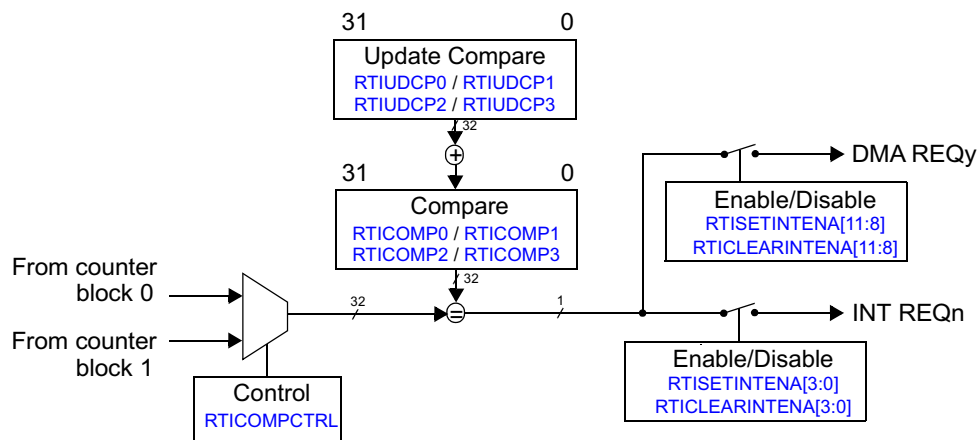 31 0
Update Compare
RTIUDCP0 / RTIUDCP1
RTIUDCP2 / RTIUDCP3
32
+
31 0
Compare
RTICOMP0 / RTICOMP1
RTICOMP2 / RTICOMP3
32
DMA REQy
Enable/Disable
RTISETINTENA[11:8]
RTICLEARINTENA[11:8]
From counter
block 0
32
=
1
INT REQn
From counter
block 1
Control
RTICOMPCTRL
Enable/Disable
RTISETINTENA[3:0]
RTICLEARINTENA[3:0]